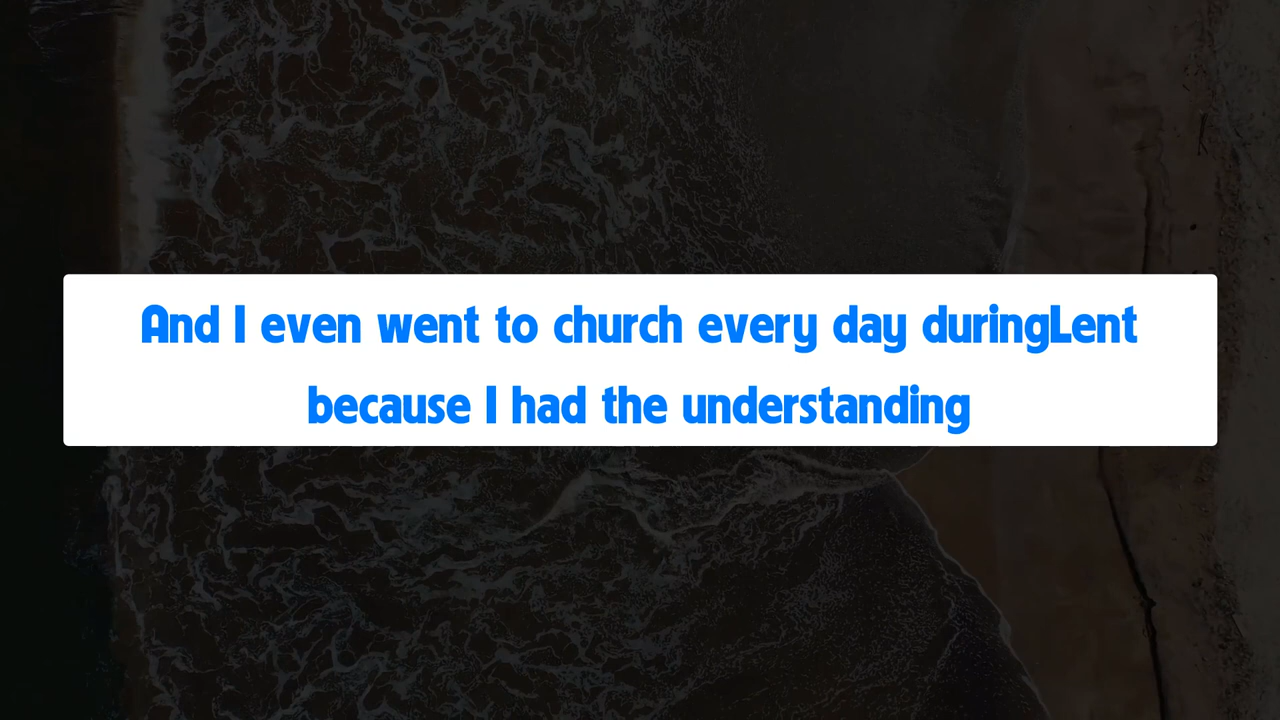 And I even went to church every day duringLent
because I had the understanding